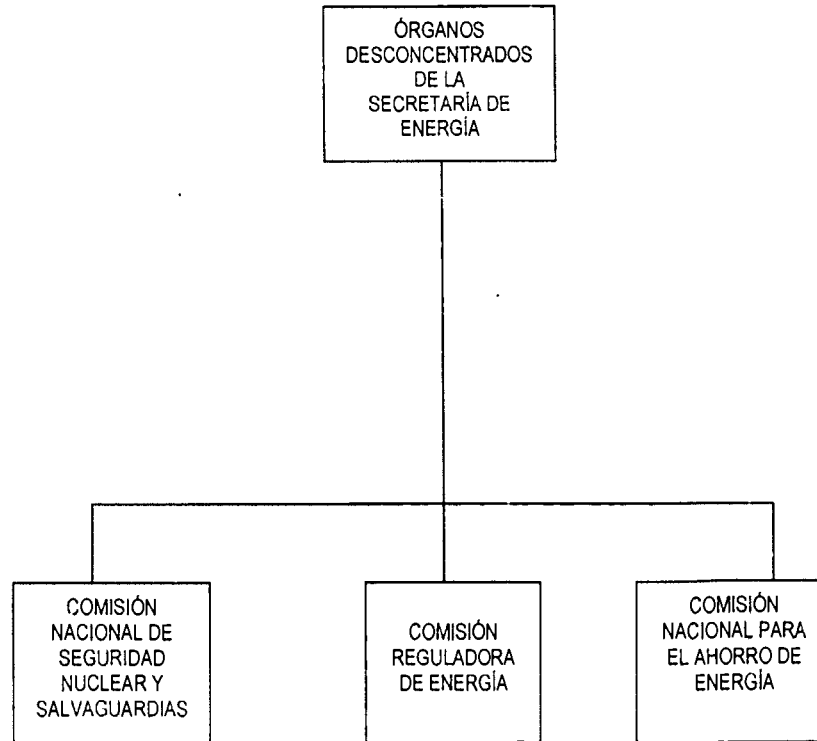 ÓRGANOS
DESCONCENTRADOS
DE LA
SECRETARÍA DE
ENERGÍA
COMISIÓN
NACIONAL DE
SEGURIDAD
NUCLEAR Y
SALVAGUARDIAS
COMISIÓN
REGULADORA
DE ENERGÍA
COMISIÓN
NACIONAL PARA
EL AHORRO DE
ENERGÍA